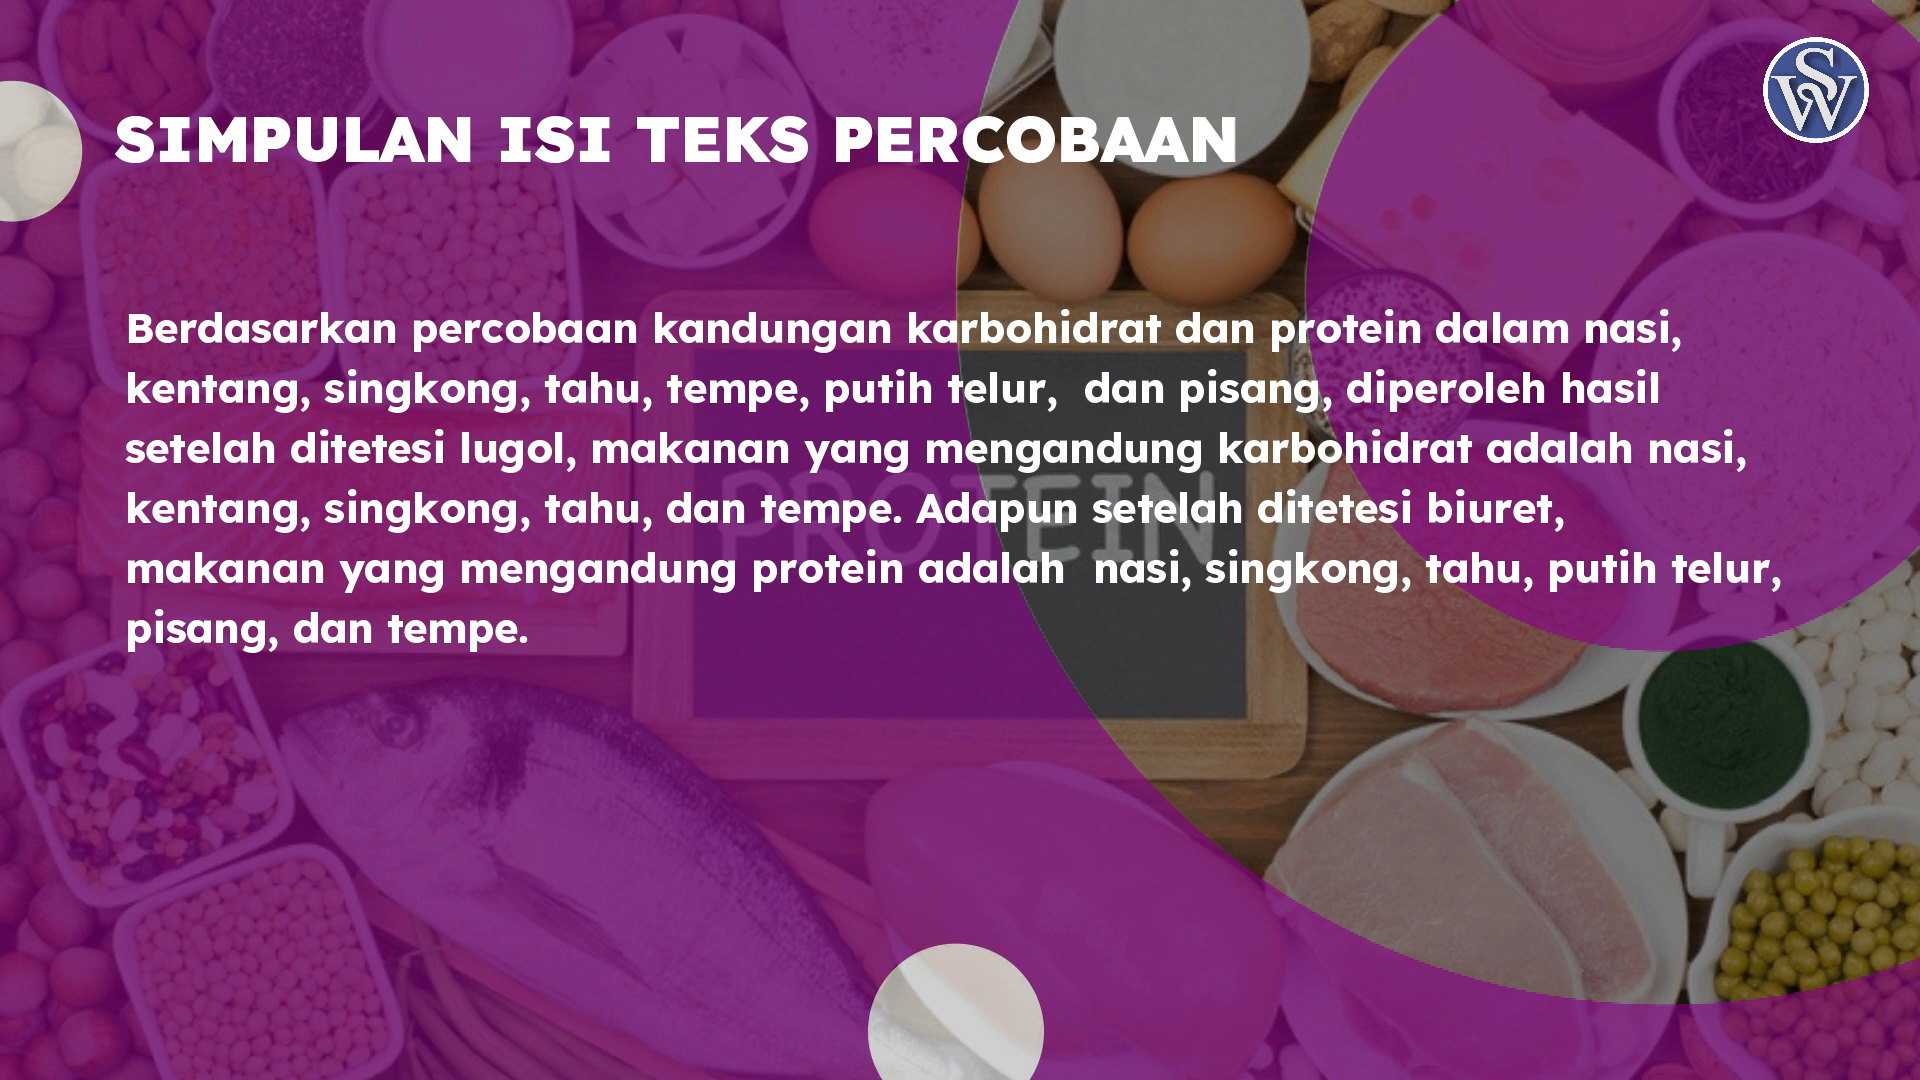 SIMPULAN ISI TEKS PERCOBAAN
SW
Berdasarkan percobaan kandungan karbohidrat dan protein dalam nasi,
kentang, singkong, tahu, tempe, putih telur,  dan pisang, diperoleh hasil
setelah ditetesi lugol, makanan yang mengandung karbohidrat adalah nasi,
kentang, singkong, tahu, dan tempe. Adapun setelah ditetesi biuret,
makanan yang mengandung protein adalah  nasi, singkong, tahu, putih telur,
pisang, dan tempe.
PROTEIN